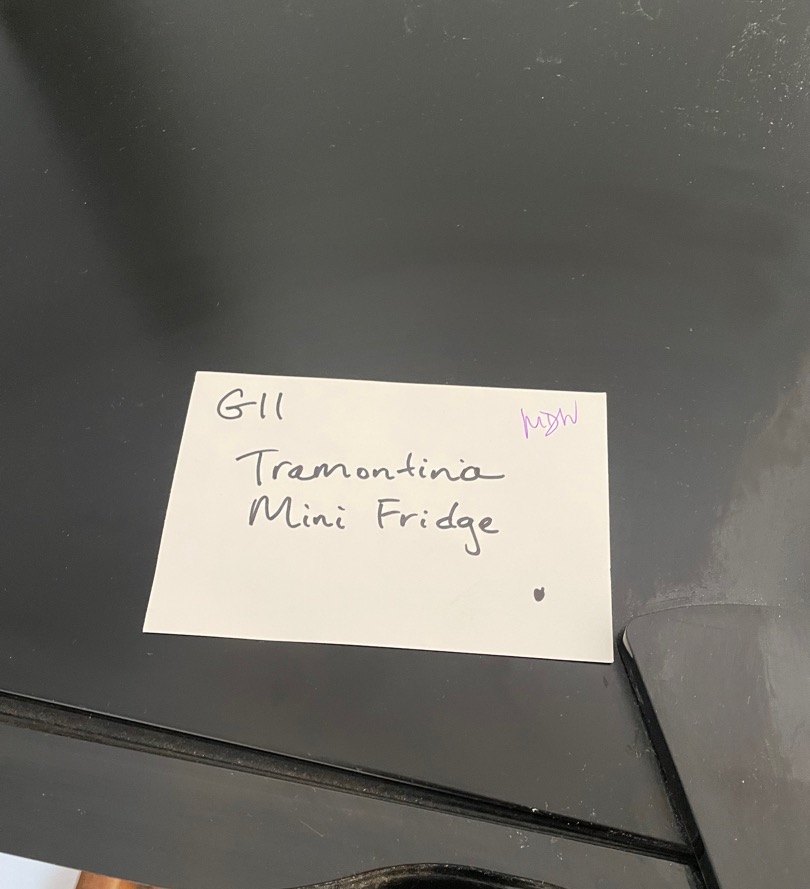 G11
MDW
Tramontina
Mini Fridge